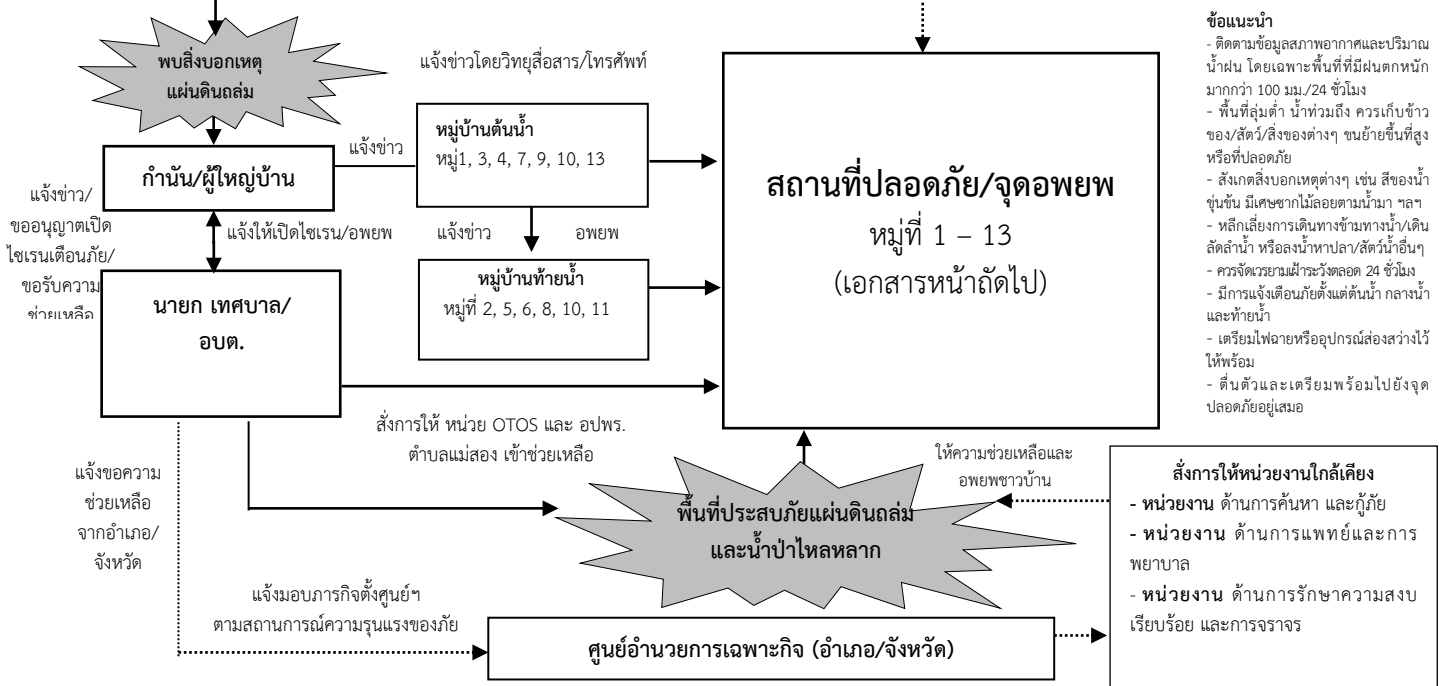 พบสิ่งบอกเหตุ
แผ่นดินถล่ม
แจ้งข่าวโดยวิทยุสื่อสาร/โทรศัพท์
กำนัน/ผู้ใหญ่บ้าน
แจ้งข่าว
หมู่บ้านต้นน้ำ
หมู่1, 3, 4, 7, 9, 10, 13
แจ้งข่าว/
ขออนุญาตเปิด
ไซเรนเตือนภัย/
ขอรับความ
ช่วยเหลือ
แจ้งให้เปิดไซเรน/อพยพ
แจ้งข่าว
อพยพ
หมู่บ้านท้ายน้ำ
หมู่ที่ 2, 5, 6, 8, 10, 11
นายก เทศบาล/
อบต.
สถานที่ปลอดภัย/จุดอพยพ
หมู่ที่ 1 – 13
(เอกสารหน้าถัดไป)
ข้อแนะนำ
- ติดตามข้อมูลสภาพอากาศและปริมาณ
น้ำฝน โดยเฉพาะพื้นที่ที่มีฝนตกหนัก
มากกว่า 100 มม./24 ชั่วโมง
- พื้นที่ลุ่มต่ำ น้ำท่วมถึง ควรเก็บข้าว
ของ/สัตว์/สิ่งของต่างๆ ขนย้ายขึ้นที่สูง
หรือที่ปลอดภัย
- สังเกตสิ่งบอกเหตุต่างๆ เช่น สีของน้ำ
ขุ่นข้น มีเศษซากไม้ลอยตามน้ำมา ฯลฯ
- หลีกเลี่ยงการเดินทางข้ามทางน้ำ/เดิน
ลัดลำน้ำ หรือลงน้ำหาปลา/สัตว์น้ำอื่นๆ
- ควรจัดเวรยามเฝ้าระวังตลอด 24 ชั่วโมง
- มีการแจ้งเตือนภัยตั้งแต่ต้นน้ำ กลางน้ำ
และท้ายน้ำ
- เตรียมไฟฉายหรืออุปกรณ์ส่องสว่างไว้
ให้พร้อม
- ตื่นตัวและเตรียมพร้อมไปยังจุด
ปลอดภัยอยู่เสมอ
สั่งการให้ หน่วย OTOS และ อปพร.
ตำบลแม่สอง เข้าช่วยเหลือ
แจ้งขอความ
ช่วยเหลือ
จากอำเภอ/
จังหวัด
ให้ความช่วยเหลือและ
อพยพชาวบ้าน
พื้นที่ประสบภัยแผ่นดินถล่ม
และน้ำป่าไหลหลาก
สั่งการให้หน่วยงานใกล้เคียง
- หน่วยงาน ด้านการค้นหา และกู้ภัย
- หน่วยงาน ด้านการแพทย์และการ
พยาบาล
- หน่วยงาน ด้านการรักษาความสงบ
เรียบร้อย และการจราจร
แจ้งมอบภารกิจตั้งศูนย์ฯ
ตามสถานการณ์ความรุนแรงของภัย
ศูนย์อำนวยการเฉพาะกิจ (อำเภอ/จังหวัด)